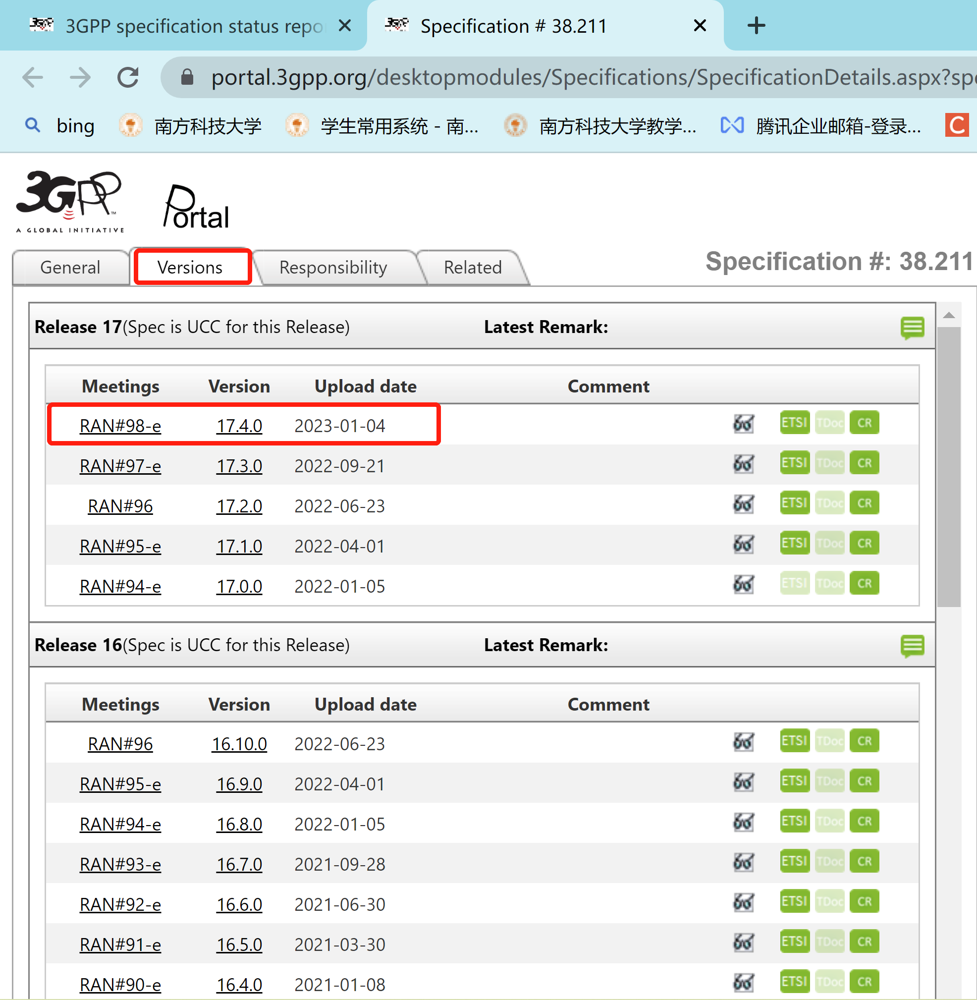 3GPP specification status repo
Specification # 38.211
portal.3gpp.org/desktopmodules/Specifications/SpecificationDetails.aspx?spe
bing 南方科技大学 学生常用系统 - 南... 南方科技大学教学... 腾讯企业邮箱-登录... C
3GPP™ Portal
A GLOBAL INITIATIVE
General Versions Responsibility Related Specification #: 38.211
Release 17(Spec is UCC for this Release) Latest Remark:
Meetings Version Upload date Comment
RAN#98-e 17.4.0 2023-01-04 ETSI TDoc CR
RAN#97-e 17.3.0 2022-09-21 ETSI TDoc CR
RAN#96 17.2.0 2022-06-23 ETSI TDoc CR
RAN#95-e 17.1.0 2022-04-01 ETSI TDoc CR
RAN#94-e 17.0.0 2022-01-05 ETSI TDoc CR
Release 16(Spec is UCC for this Release) Latest Remark:
Meetings Version Upload date Comment
RAN#96 16.10.0 2022-06-23 ETSI TDoc CR
RAN#95-e 16.9.0 2022-04-01 ETSI TDoc CR
RAN#94-e 16.8.0 2022-01-05 ETSI TDoc CR
RAN#93-e 16.7.0 2021-09-28 ETSI TDoc CR
RAN#92-e 16.6.0 2021-06-30 ETSI TDoc CR
RAN#91-e 16.5.0 2021-03-30 ETSI TDoc CR
RAN#90-e 16.4.0 2021-01-08 ETSI TDoc CR